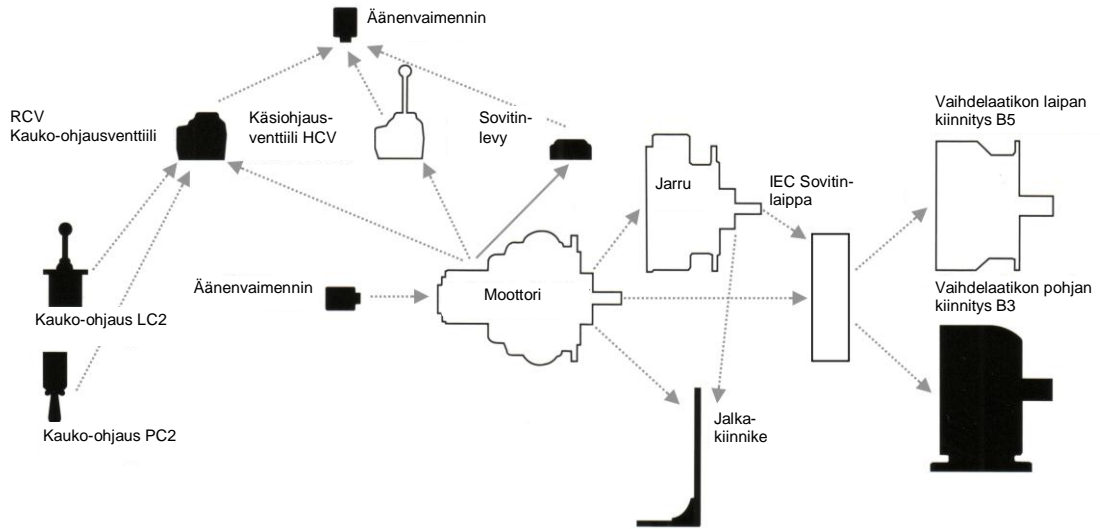 Äänenvaimennin
RCV
Kauko-ohjausventtiili
Käsiohjaus-
venttiili HCV
Sovitin-
levy
Jarru
IEC Sovitin-
laippa
Vaihdelaatikon laipan
kiinnitys B5
Kauko-ohjaus LC2
Äänenvaimennin
Moottori
Vaihdelaatikon pohjan
kiinnitys B3
Kauko-ohjaus PC2
Jalka-
kiinnike